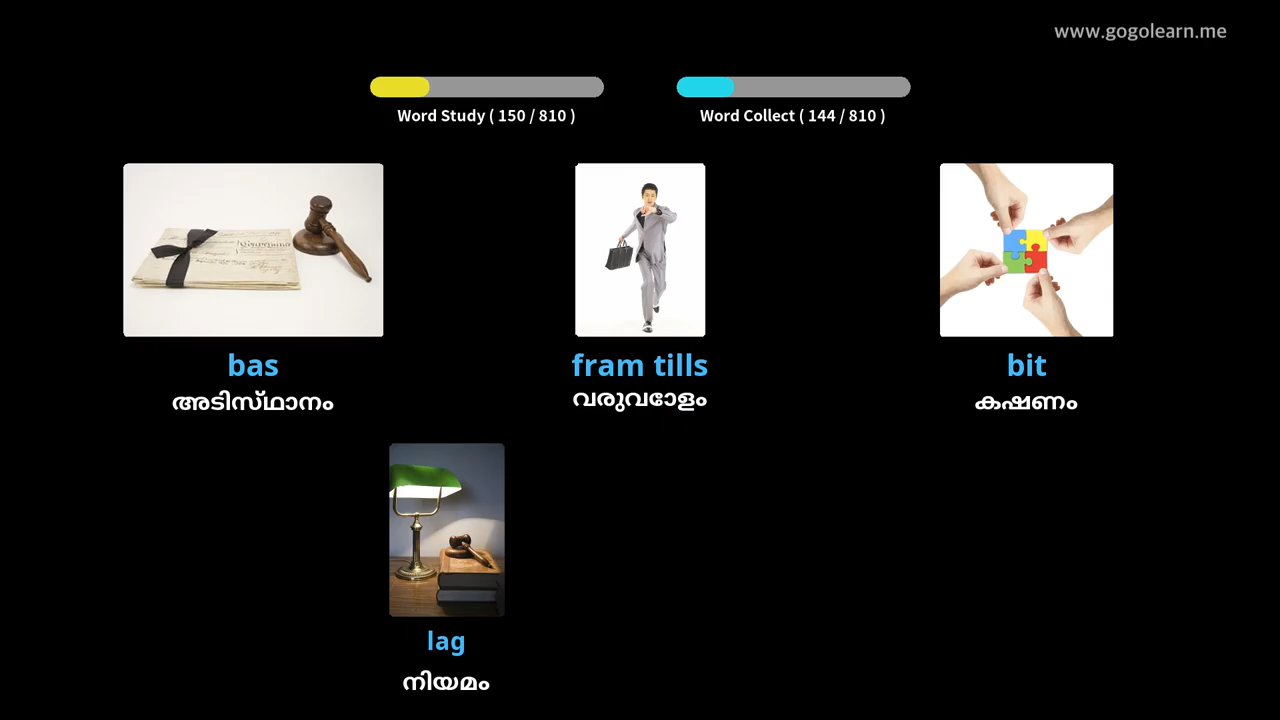 www.gogolearn.me
Word Study ( 150 / 810 )
Word Collect ( 144 / 810 )
bas
fram tills
bit
അടിസ്ഥാനം
വരുവോളം
കഷണം
lag
നിയമം